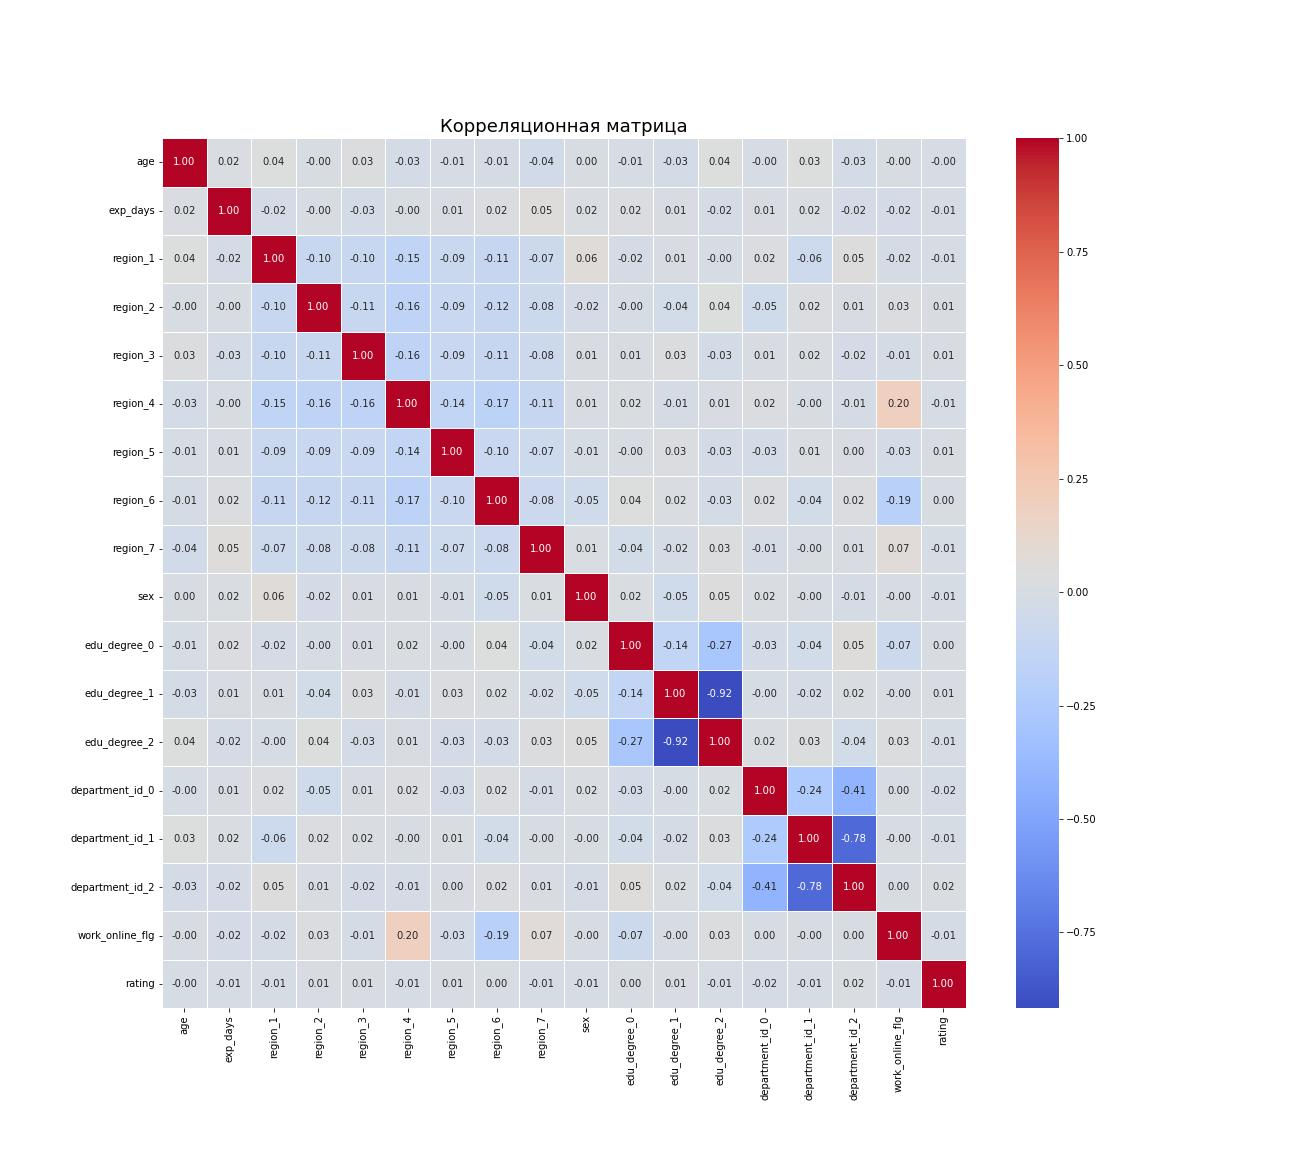 Корреляционная матрица
age 1.00 0.02 0.04 -0.00 0.03 -0.03 -0.01 -0.01 -0.04 0.00 -0.01 -0.03 0.04 -0.00 0.03 -0.03 -0.00 -0.00
exp_days 0.02 1.00 -0.02 -0.00 -0.03 -0.00 0.01 0.02 0.05 0.02 0.02 0.01 -0.02 0.01 0.02 -0.02 -0.02 -0.01
region_1 0.04 -0.02 1.00 -0.10 -0.10 -0.15 -0.09 -0.11 -0.07 0.06 -0.02 0.01 -0.00 0.02 -0.06 0.05 -0.02 -0.01
region_2 -0.00 -0.00 -0.10 1.00 -0.11 -0.16 -0.09 -0.12 -0.08 -0.02 -0.00 -0.04 0.04 -0.05 0.02 0.01 0.03 0.01
region_3 0.03 -0.03 -0.10 -0.11 1.00 -0.16 -0.09 -0.11 -0.08 0.01 0.01 0.03 -0.03 0.01 0.02 -0.02 -0.01 0.01
region_4 -0.03 -0.00 -0.15 -0.16 -0.16 1.00 -0.14 -0.17 -0.11 0.01 0.02 -0.01 0.01 0.02 -0.00 -0.01 0.20 -0.01
region_5 -0.01 0.01 -0.09 -0.09 -0.09 -0.14 1.00 -0.10 -0.07 -0.01 -0.00 0.03 -0.03 -0.03 0.01 0.00 -0.03 0.01
region_6 -0.01 0.02 -0.11 -0.12 -0.11 -0.17 -0.10 1.00 -0.08 -0.05 0.04 0.02 -0.03 0.02 -0.04 0.02 -0.19 0.00
region_7 -0.04 0.05 -0.07 -0.08 -0.08 -0.11 -0.07 -0.08 1.00 0.01 -0.04 -0.02 0.03 -0.01 -0.00 0.01 0.07 -0.01
sex 0.00 0.02 0.06 -0.02 0.01 0.01 -0.01 -0.05 0.01 1.00 0.02 -0.05 0.05 0.02 -0.00 -0.01 -0.00 -0.01
edu_degree_0 -0.01 0.02 -0.02 -0.00 0.01 0.02 -0.00 0.04 -0.04 0.02 1.00 -0.14 -0.27 -0.03 -0.04 0.05 -0.07 0.00
edu_degree_1 -0.03 0.01 0.01 -0.04 0.03 -0.01 0.03 0.02 -0.02 -0.05 -0.14 1.00 -0.92 -0.00 -0.02 0.02 -0.00 0.01
edu_degree_2 0.04 -0.02 -0.00 0.04 -0.03 0.01 -0.03 -0.03 0.03 0.05 -0.27 -0.92 1.00 0.02 0.03 -0.04 0.03 -0.01
department_id_0 -0.00 0.01 0.02 -0.05 0.01 0.02 -0.03 0.02 -0.01 0.02 -0.03 -0.00 0.02 1.00 -0.24 -0.41 0.00 -0.02
department_id_1 0.03 0.02 -0.06 0.02 0.02 -0.00 0.01 -0.04 -0.00 -0.00 -0.04 -0.02 0.03 -0.24 1.00 -0.78 -0.00 -0.01
department_id_2 -0.03 -0.02 0.05 0.01 -0.02 -0.01 0.00 0.02 0.01 -0.01 0.05 0.02 -0.04 -0.41 -0.78 1.00 0.00 0.02
work_online_flg -0.00 -0.02 -0.02 0.03 -0.01 0.20 -0.03 -0.19 0.07 -0.00 -0.07 -0.00 0.03 0.00 -0.00 0.00 1.00 -0.01
rating -0.00 -0.01 -0.01 0.01 0.01 -0.01 0.01 0.00 -0.01 -0.01 0.00 0.01 -0.01 -0.02 -0.01 0.02 -0.01 1.00
age exp_days region_1 region_2 region_3 region_4 region_5 region_6 region_7 sex edu_degree_0 edu_degree_1 edu_degree_2 department_id_0 department_id_1 department_id_2 work_online_flg rating
1.00
0.75
0.50
0.25
0.00
−0.25
−0.50
−0.75